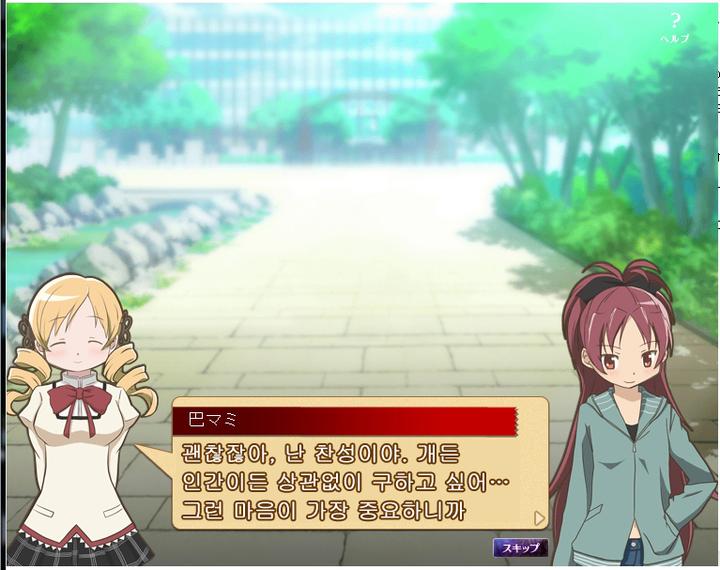 ?
ヘルプ
巴マミ
괜찮잖아, 난 찬성이야. 개든
인간이든 상관없이 구하고 싶어…
그런 마음이 가장 중요하니까
スキップ